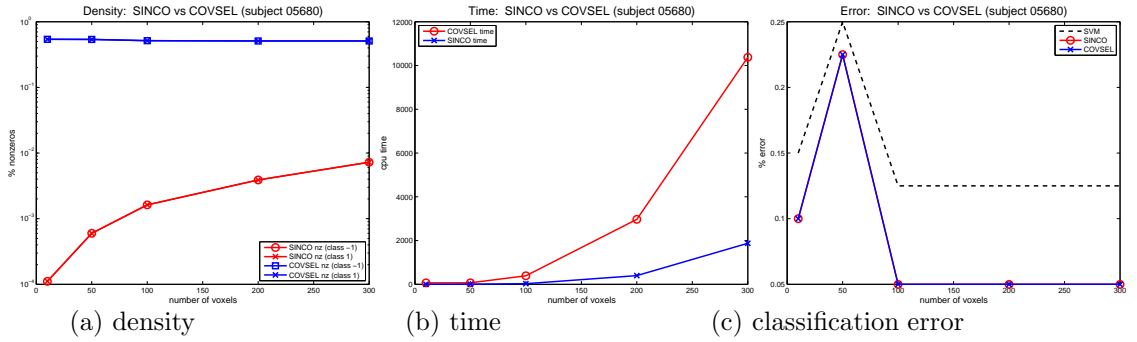 Density: SINCO vs COVSEL (subject 05680)
% nonzeros
10^0
10^-1
10^-2
10^-3
10^-4
0
50
100
150
200
250
300
number of voxels
SINCO nz (class −1)
SINCO nz (class 1)
COVSEL nz (class −1)
COVSEL nz (class 1)
(a) density
Time: SINCO vs COVSEL (subject 05680)
cpu time
12000
10000
8000
6000
4000
2000
0
0
50
100
150
200
250
300
number of voxels
COVSEL time
SINCO time
(b) time
Error: SINCO vs COVSEL (subject 05680)
% error
0.25
0.2
0.15
0.1
0.05
0
50
100
150
200
250
300
number of voxels
SVM
SINCO
COVSEL
(c) classification error